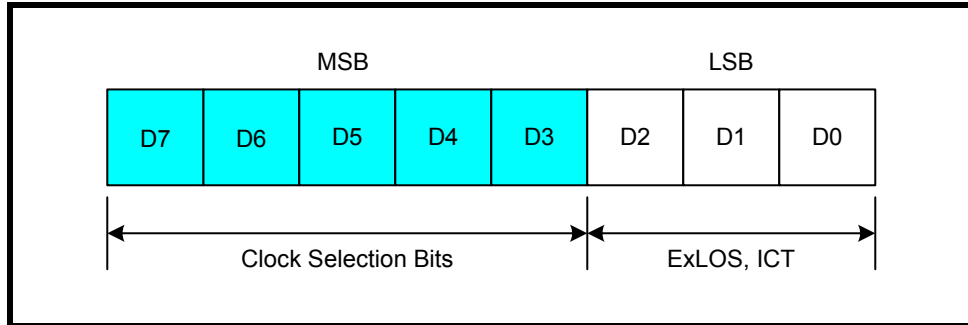 MSB LSB
D7 D6 D5 D4 D3 D2 D1 D0
Clock Selection Bits ExLOS, ICT